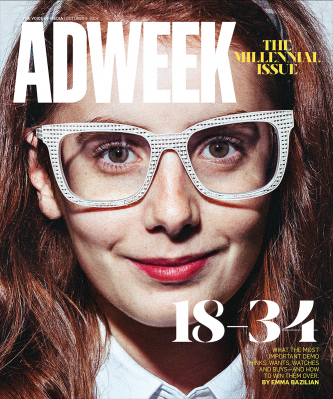 THE VOICE OF MEDIA | OCTOBER 6, 2014
ADWEEK
THE
MILLENNIAL
ISSUE
18–34
WHAT THE MOST
IMPORTANT DEMO
THINKS, WANTS, WATCHES
AND BUYS—AND HOW
TO WIN THEM OVER.
BY EMMA BAZILIAN